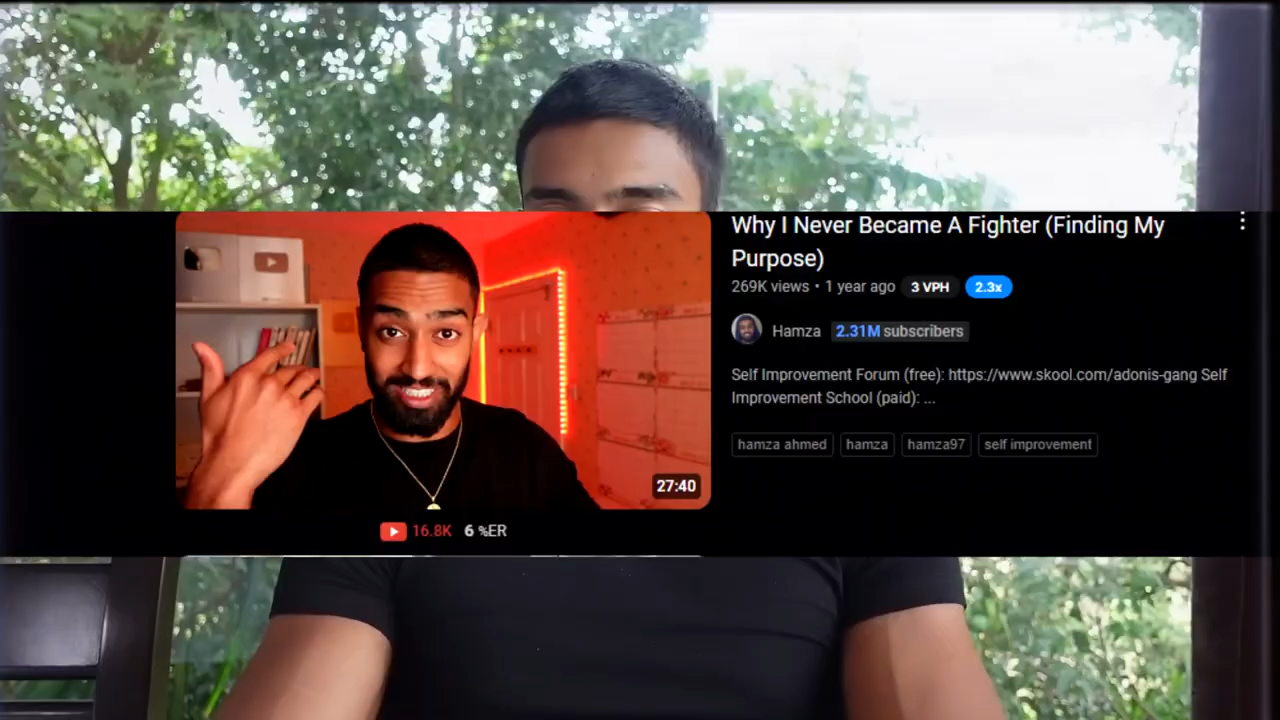 Why I Never Became A Fighter (Finding My
Purpose)
269K views • 1 year ago 3 VPH 2.3x
Hamza 2.31M subscribers
Self Improvement Forum (free): https://www.skool.com/adonis-gang Self
Improvement School (paid): ...
hamza ahmed hamza hamza97 self improvement
27:40
16.8K 6 %ER